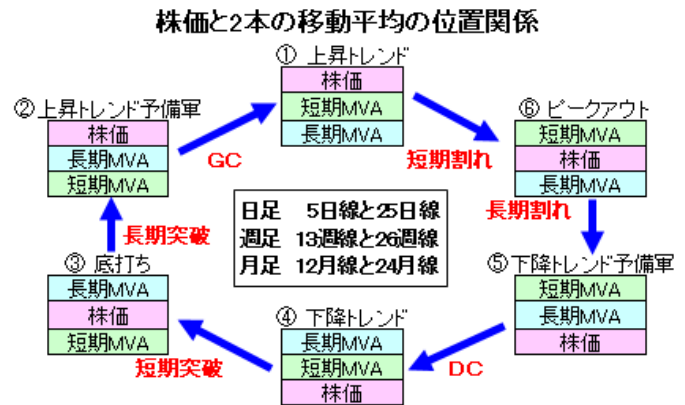 株価と2本の移動平均の位置関係
① 上昇トレンド
株価
短期MVA
長期MVA
② 上昇トレンド予備軍
株価
長期MVA
短期MVA
GC
短期割れ
⑥ ピークアウト
短期MVA
株価
長期MVA
長期割れ
日足 5日線と25日線
週足 13週線と26週線
月足 12月線と24月線
長期突破
③ 底打ち
長期MVA
株価
短期MVA
短期突破
④ 下降トレンド
長期MVA
短期MVA
株価
DC
⑤ 下降トレンド予備軍
短期MVA
長期MVA
株価